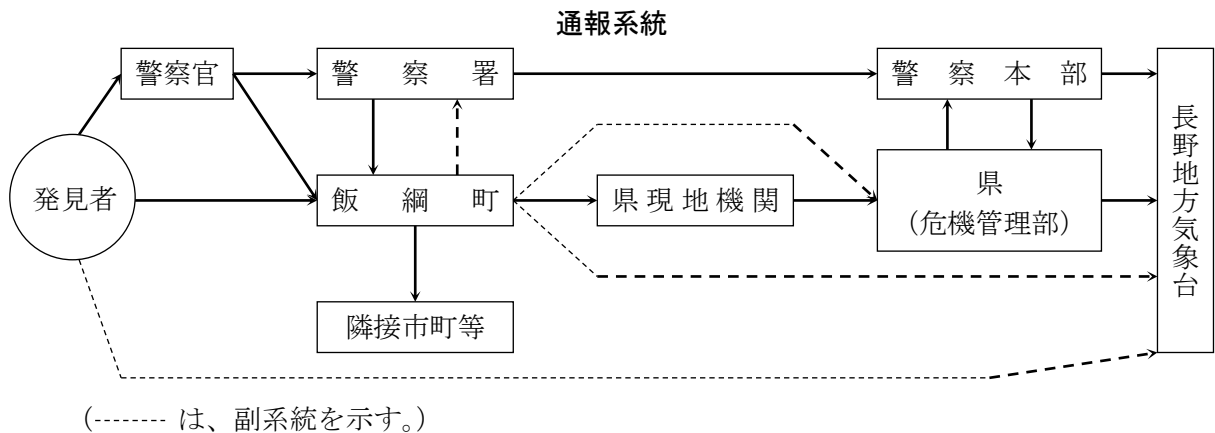 通報系統
警察官
警察署
警察本部
発見者
飯綱町
県現地機関
県
(危機管理部)
長野地方気象台
隣接市町等
(-------- は、副系統を示す。)